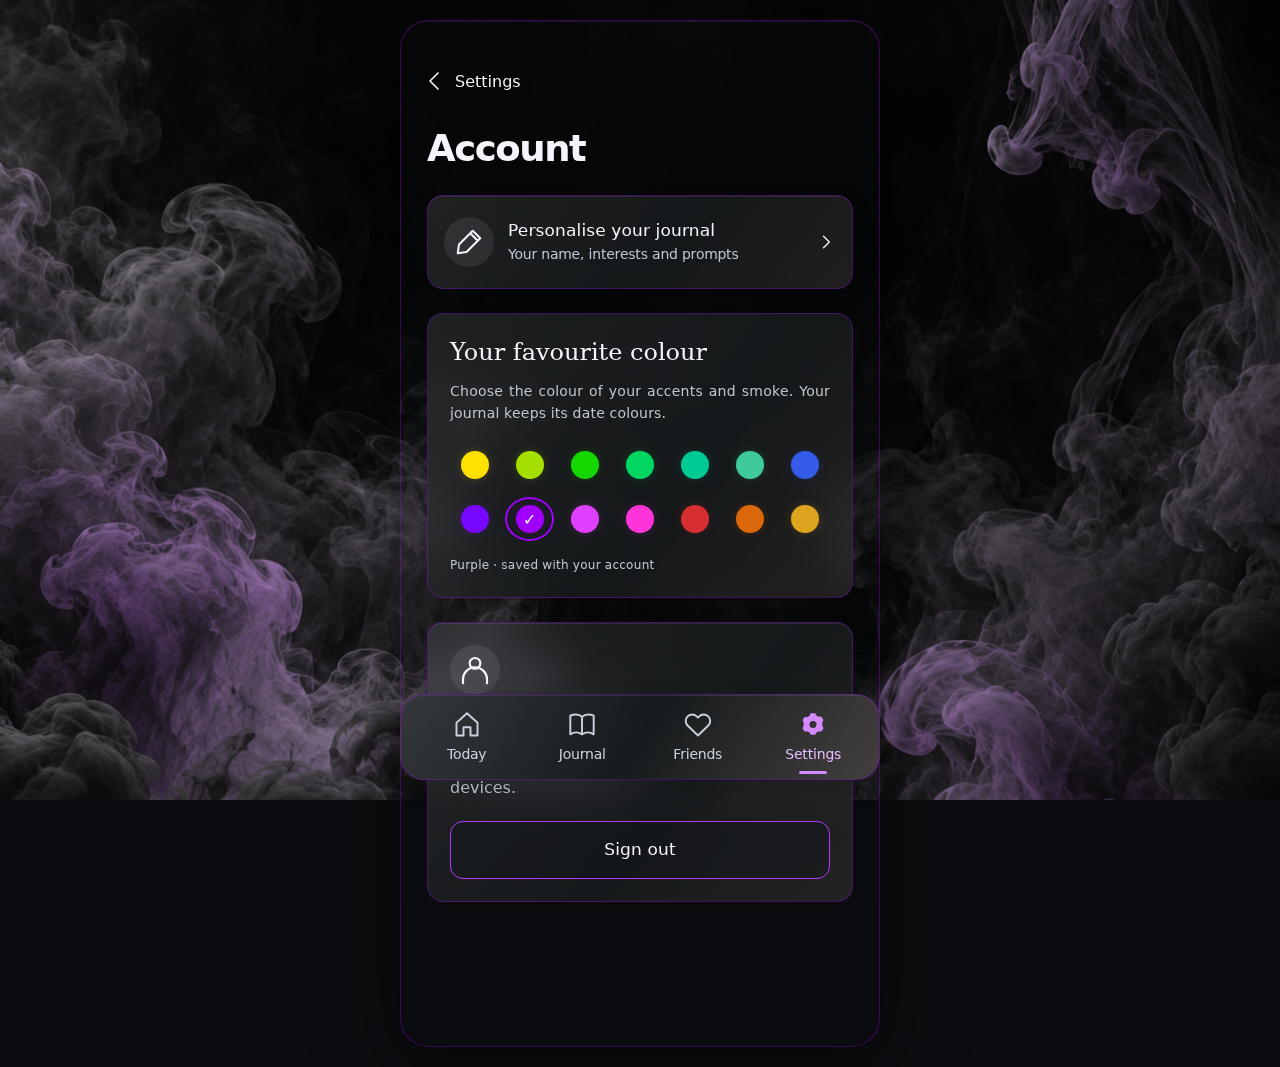 Settings
Account
Personalise your journal
Your name, interests and prompts
Your favourite colour
Choose the colour of your accents and smoke. Your
journal keeps its date colours.
✓
Purple · saved with your account
Today
Journal
Friends
Settings
devices.
Sign out